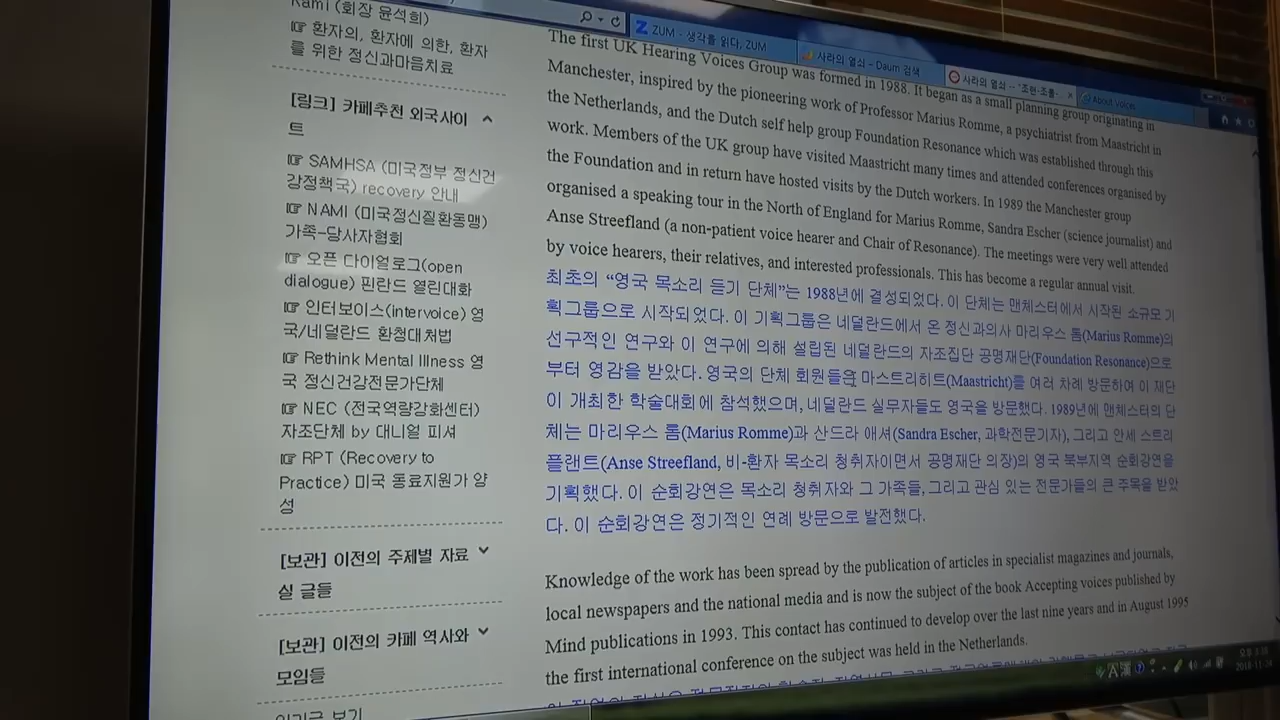 Rami (회장 윤석희)
☞ 환자의, 환자에 의한, 환자
를 위한 정신과마음치료
[링크] 카페추천 외국사이
트
☞ SAMHSA (미국정부 정신건
강정책국) recovery 안내
☞ NAMI (미국정신질환동맹)
가족-당사자협회
☞ 오픈 다이얼로그(open
dialogue) 핀란드 열린대화
☞ 인터보이스(intervoice) 영
국/네덜란드 환청대처법
☞ Rethink Mental Illness 영
국 정신건강전문가단체
☞ NEC (전국역량강화센터)
자조단체 by 대니얼 피셔
☞ RPT (Recovery to
Practice) 미국 동료지원가 양
성
[보관] 이전의 주제별 자료
실 글들
[보관] 이전의 카페 역사와
모임들
인기글 보기
ZUM - 생각을 읽다, ZUM
사라의 열쇠 - Daum 검색
사라의 열쇠 -- '조현·조울-
About Voices
The first UK Hearing Voices Group was formed in 1988. It began as a small planning group originating in
Manchester, inspired by the pioneering work of Professor Marius Romme, a psychiatrist from Maastricht in
the Netherlands, and the Dutch self help group Foundation Resonance which was established through this
work. Members of the UK group have visited Maastricht many times and attended conferences organised by
the Foundation and in return have hosted visits by the Dutch workers. In 1989 the Manchester group
organised a speaking tour in the North of England for Marius Romme, Sandra Escher (science journalist) and
Anse Streefland (a non-patient voice hearer and Chair of Resonance). The meetings were very well attended
by voice hearers, their relatives, and interested professionals. This has become a regular annual visit.
최초의 “영국 목소리 듣기 단체”는 1988년에 결성되었다. 이 단체는 맨체스터에서 시작된 소규모 기
획그룹으로 시작되었다. 이 기획그룹은 네덜란드에서 온 정신과의사 마리우스 롬(Marius Romme)의
선구적인 연구와 이 연구에 의해 설립된 네덜란드의 자조집단 공명재단(Foundation Resonance)으로
부터 영감을 받았다. 영국의 단체 회원들은 마스트리히트(Maastricht)를 여러 차례 방문하여 이 재단
이 개최한 학술대회에 참석했으며, 네덜란드 실무자들도 영국을 방문했다. 1989년에 맨체스터의 단
체는 마리우스 롬(Marius Romme)과 산드라 애셔(Sandra Escher, 과학전문기자), 그리고 안세 스트리
플랜트(Anse Streefland, 비-환자 목소리 청취자이면서 공명재단 의장)의 영국 북부지역 순회강연을
기획했다. 이 순회강연은 목소리 청취자와 그 가족들, 그리고 관심 있는 전문가들의 큰 주목을 받았
다. 이 순회강연은 정기적인 연례 방문으로 발전했다.
Knowledge of the work has been spread by the publication of articles in specialist magazines and journals,
local newspapers and the national media and is now the subject of the book Accepting voices published by
Mind publications in 1993. This contact has continued to develop over the last nine years and in August 1995
the first international conference on the subject was held in the Netherlands.